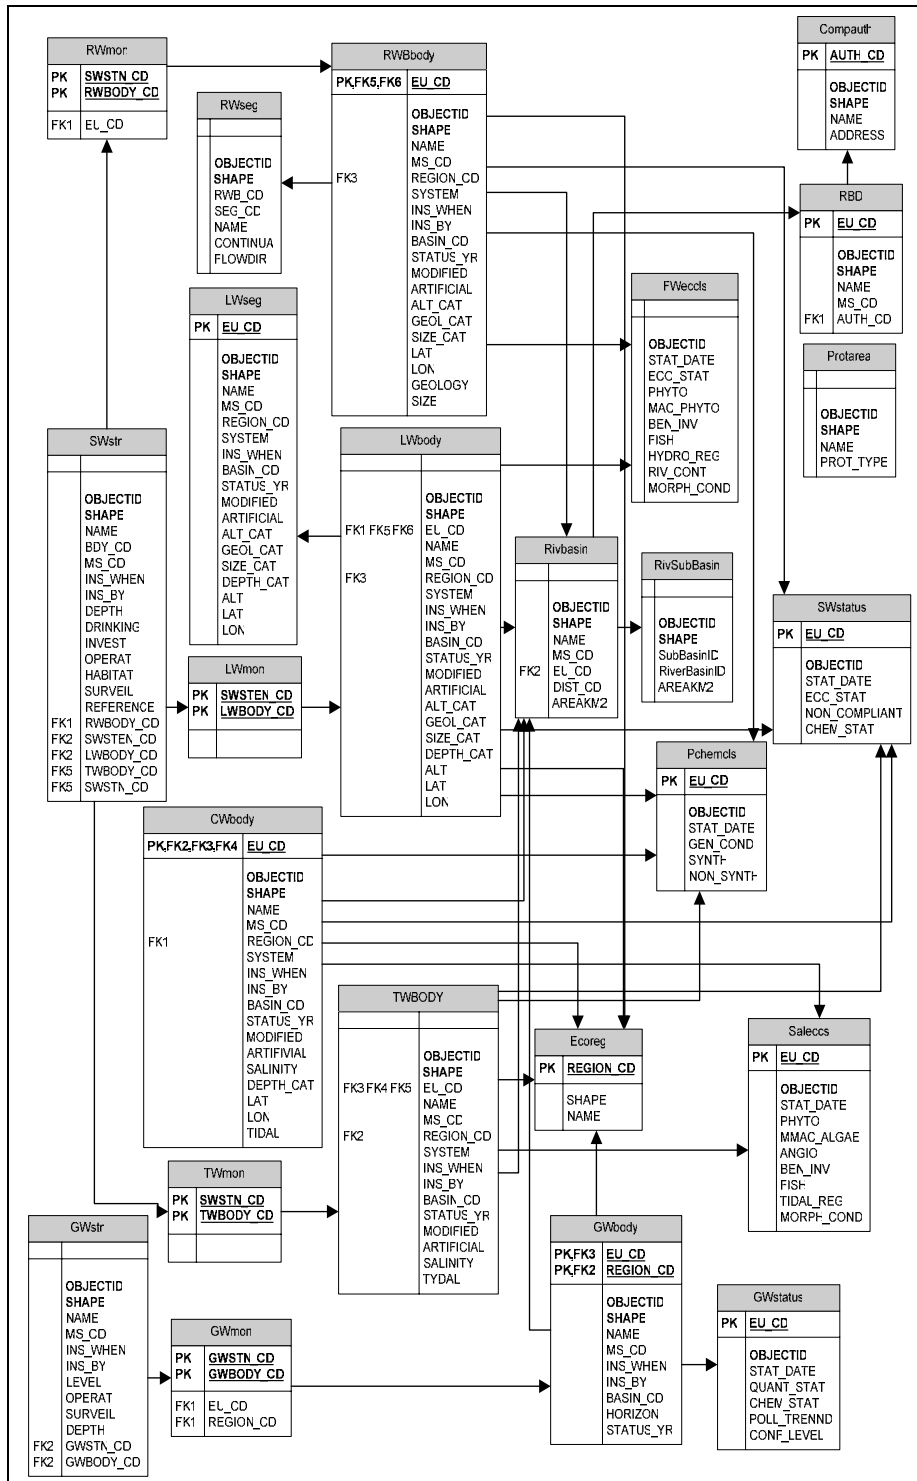 RWmon
PK SWSTN_CD
PK RWBODY_CD
FK1 EU_CD
RWBbody
PK,FK5,FK6 EU_CD
OBJECTID
SHAPE
NAME
MS_CD
FK3 REGION_CD
SYSTEM
INS_WHEN
INS_BY
BASIN_CD
STATUS_YR
MODIFIED
ARTIFICIAL
ALT_CAT
GEOL_CAT
SIZE_CAT
LAT
LON
GEOLOGY
SIZE
Compauth
PK AUTH_CD
OBJECTID
SHAPE
NAME
ADDRESS
RWseg
OBJECTID
SHAPE
RWB_CD
SEG_CD
NAME
CONTINUA
FLOWDIR
RBD
PK EU_CD
OBJECTID
SHAPE
NAME
MS_CD
FK1 AUTH_CD
LWseg
PK EU_CD
OBJECTID
SHAPE
NAME
MS_CD
REGION_CD
SYSTEM
INS_WHEN
BASIN_CD
STATUS_YR
MODIFIED
ARTIFICIAL
ALT_CAT
GEOL_CAT
SIZE_CAT
DEPTH_CAT
ALT
LAT
LON
FWeccls
OBJECTID
STAT_DATE
ECC_STAT
PHYTO
MAC_PHYTO
BEN_INV
FISH
HYDRO_REG
RIV_CONT
MORPH_COND
Protarea
OBJECTID
SHAPE
NAME
PROT_TYPE
SWstr
OBJECTID
SHAPE
NAME
BDY_CD
MS_CD
INS_WHEN
INS_BY
DEPTH
DRINKING
INVEST
OPERAT
HABITAT
SURVEIL
REFERENCE
FK1 RWBODY_CD
FK2 SWSTEN_CD
FK2 LWBODY_CD
FK5 TWBODY_CD
FK5 SWSTN_CD
LWbody
OBJECTID
SHAPE
FK1 FK5 FK6 EU_CD
NAME
MS_CD
FK3 REGION_CD
SYSTEM
INS_WHEN
INS_BY
BASIN_CD
STATUS_YR
MODIFIED
ARTIFICIAL
ALT_CAT
GEOL_CAT
SIZE_CAT
DEPTH_CAT
ALT
LAT
LON
Rivbasin
OBJECTID
SHAPE
NAME
MS_CD
FK2 EU_CD
DIST_CD
AREAKM2
RivSubBasin
OBJECTID
SHAPE
SubBasinID
RiverBasinID
AREAKM2
SWstatus
PK EU_CD
OBJECTID
STAT_DATE
ECC_STAT
NON_COMPLIANT
CHEM_STAT
LWmon
PK SWSTEN_CD
PK LWBODY_CD
Pchemcls
PK EU_CD
OBJECTID
STAT_DATE
GEN_COND
SYNTH
NON_SYNTH
CWbody
PK,FK2,FK3,FK4 EU_CD
OBJECTID
SHAPE
NAME
MS_CD
FK1 REGION_CD
SYSTEM
INS_WHEN
INS_BY
BASIN_CD
STATUS_YR
MODIFIED
ARTIFIVIAL
SALINITY
DEPTH_CAT
LAT
LON
TIDAL
TWBODY
OBJECTID
SHAPE
FK3 FK4 FK5 EU_CD
NAME
MS_CD
FK2 REGION_CD
SYSTEM
INS_WHEN
INS_BY
BASIN_CD
STATUS_YR
MODIFIED
ARTIFICIAL
SALINITY
TYDAL
Ecoreg
PK REGION_CD
SHAPE
NAME
Saleccs
PK EU_CD
OBJECTID
STAT_DATE
PHYTO
MMAC_ALGAE
ANGIO
BEN_INV
FISH
TIDAL_REG
MORPH_COND
TWmon
PK SWSTN_CD
PK TWBODY_CD
GWstr
OBJECTID
SHAPE
NAME
MS_CD
INS_WHEN
INS_BY
LEVEL
OPERAT
SURVEIL
DEPTH
FK2 GWSTN_CD
FK2 GWBODY_CD
GWmon
PK GWSTN_CD
PK GWBODY_CD
FK1 EU_CD
FK1 REGION_CD
GWbody
PK,FK3 EU_CD
PK,FK2 REGION_CD
OBJECTID
SHAPE
NAME
MS_CD
INS_WHEN
INS_BY
BASIN_CD
HORIZON
STATUS_YR
GWstatus
PK EU_CD
OBJECTID
STAT_DATE
QUANT_STAT
CHEM_STAT
POLL_TRENND
CONF_LEVEL